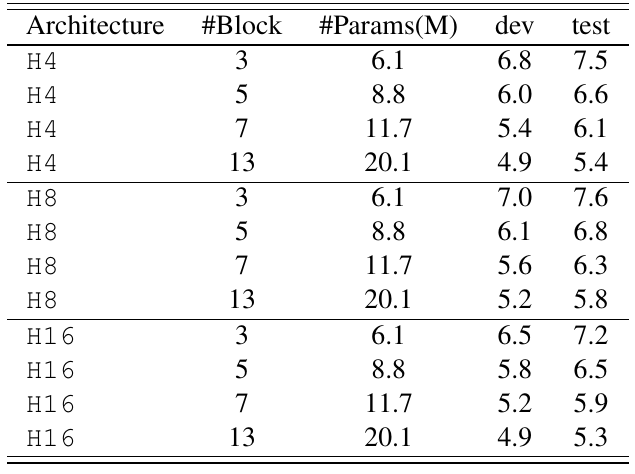 Architecture #Block #Params(M) dev test
H4 3 6.1 6.8 7.5
H4 5 8.8 6.0 6.6
H4 7 11.7 5.4 6.1
H4 13 20.1 4.9 5.4
H8 3 6.1 7.0 7.6
H8 5 8.8 6.1 6.8
H8 7 11.7 5.6 6.3
H8 13 20.1 5.2 5.8
H16 3 6.1 6.5 7.2
H16 5 8.8 5.8 6.5
H16 7 11.7 5.2 5.9
H16 13 20.1 4.9 5.3